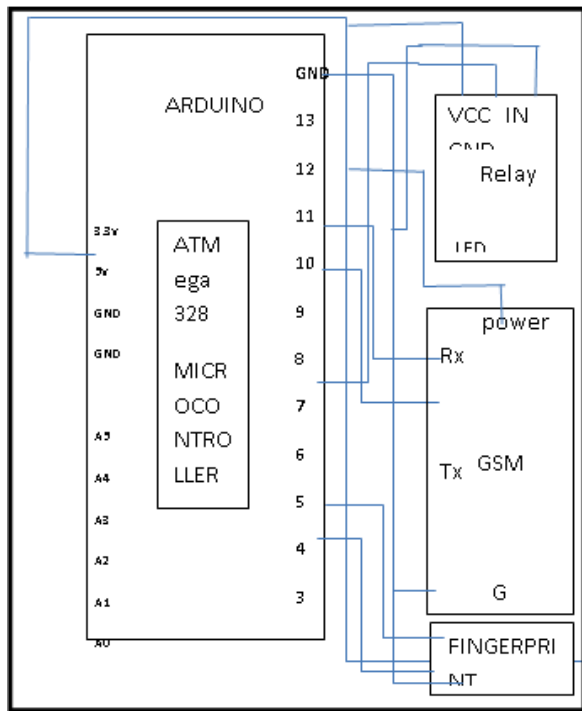 ARDUINO
GND
13
12
11
10
9
8
7
6
5
4
3
3.3v
5v
GND
GND
A5
A4
A3
A2
A1
A0
ATM
ega
328
MICR
OCO
NTRO
LLER
VCC IN
GND
Relay
LED
power
Rx
Tx GSM
G
FINGERPRI
NT